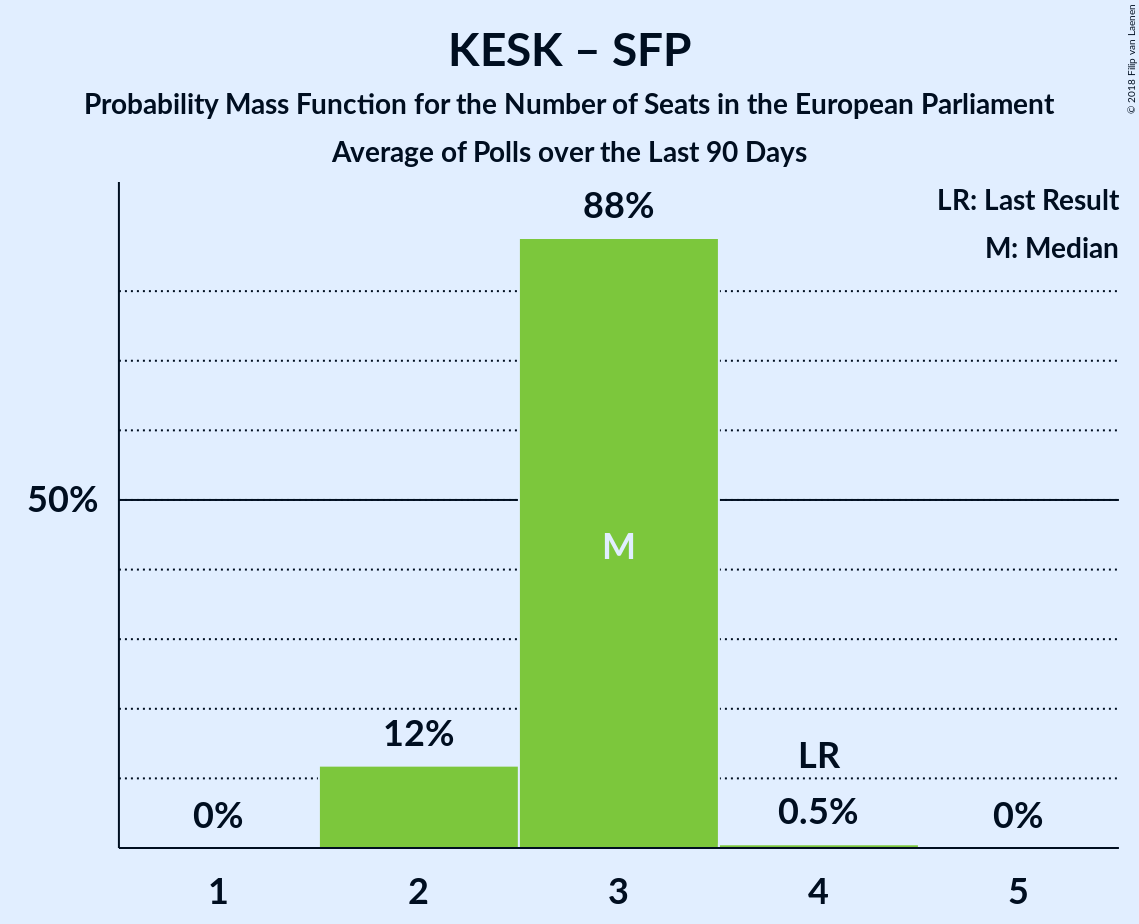 KESK – SFP
Probability Mass Function for the Number of Seats in the European Parliament
Average of Polls over the Last 90 Days
© 2018 Filip van Laenen
LR: Last Result
M: Median
88%
50%
M
12%
LR
0%
0.5%
0%
1
2
3
4
5